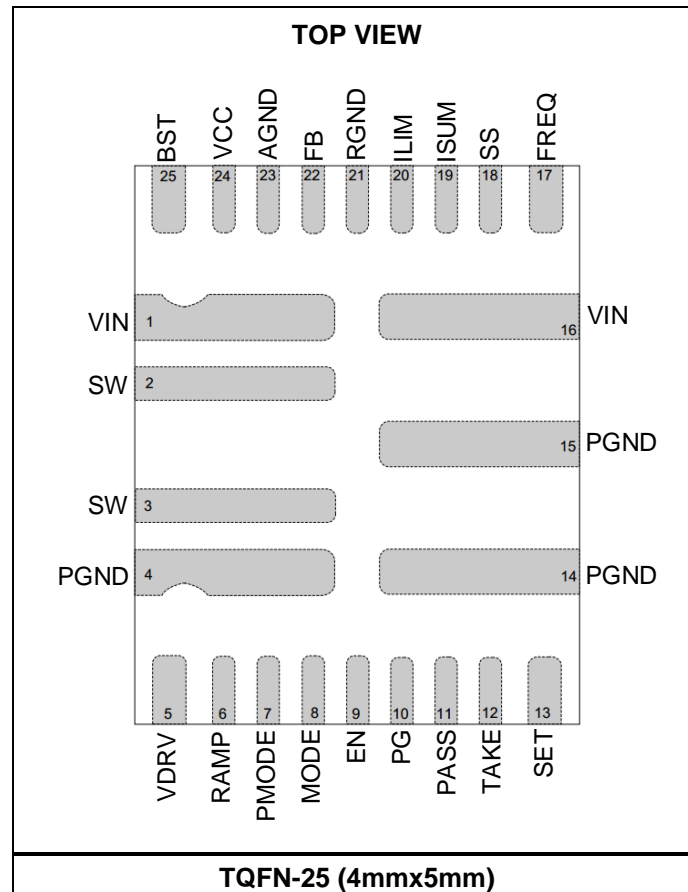 TOP VIEW
BST VCC AGND FB RGND ILIM ISUM SS FREQ
25 24 23 22 21 20 19 18 17
VIN 1 16 VIN
SW 2
15 PGND
SW 3
PGND 4 14 PGND
5 6 7 8 9 10 11 12 13
VDRV RAMP PMODE MODE EN PG PASS TAKE SET
TQFN-25 (4mmx5mm)